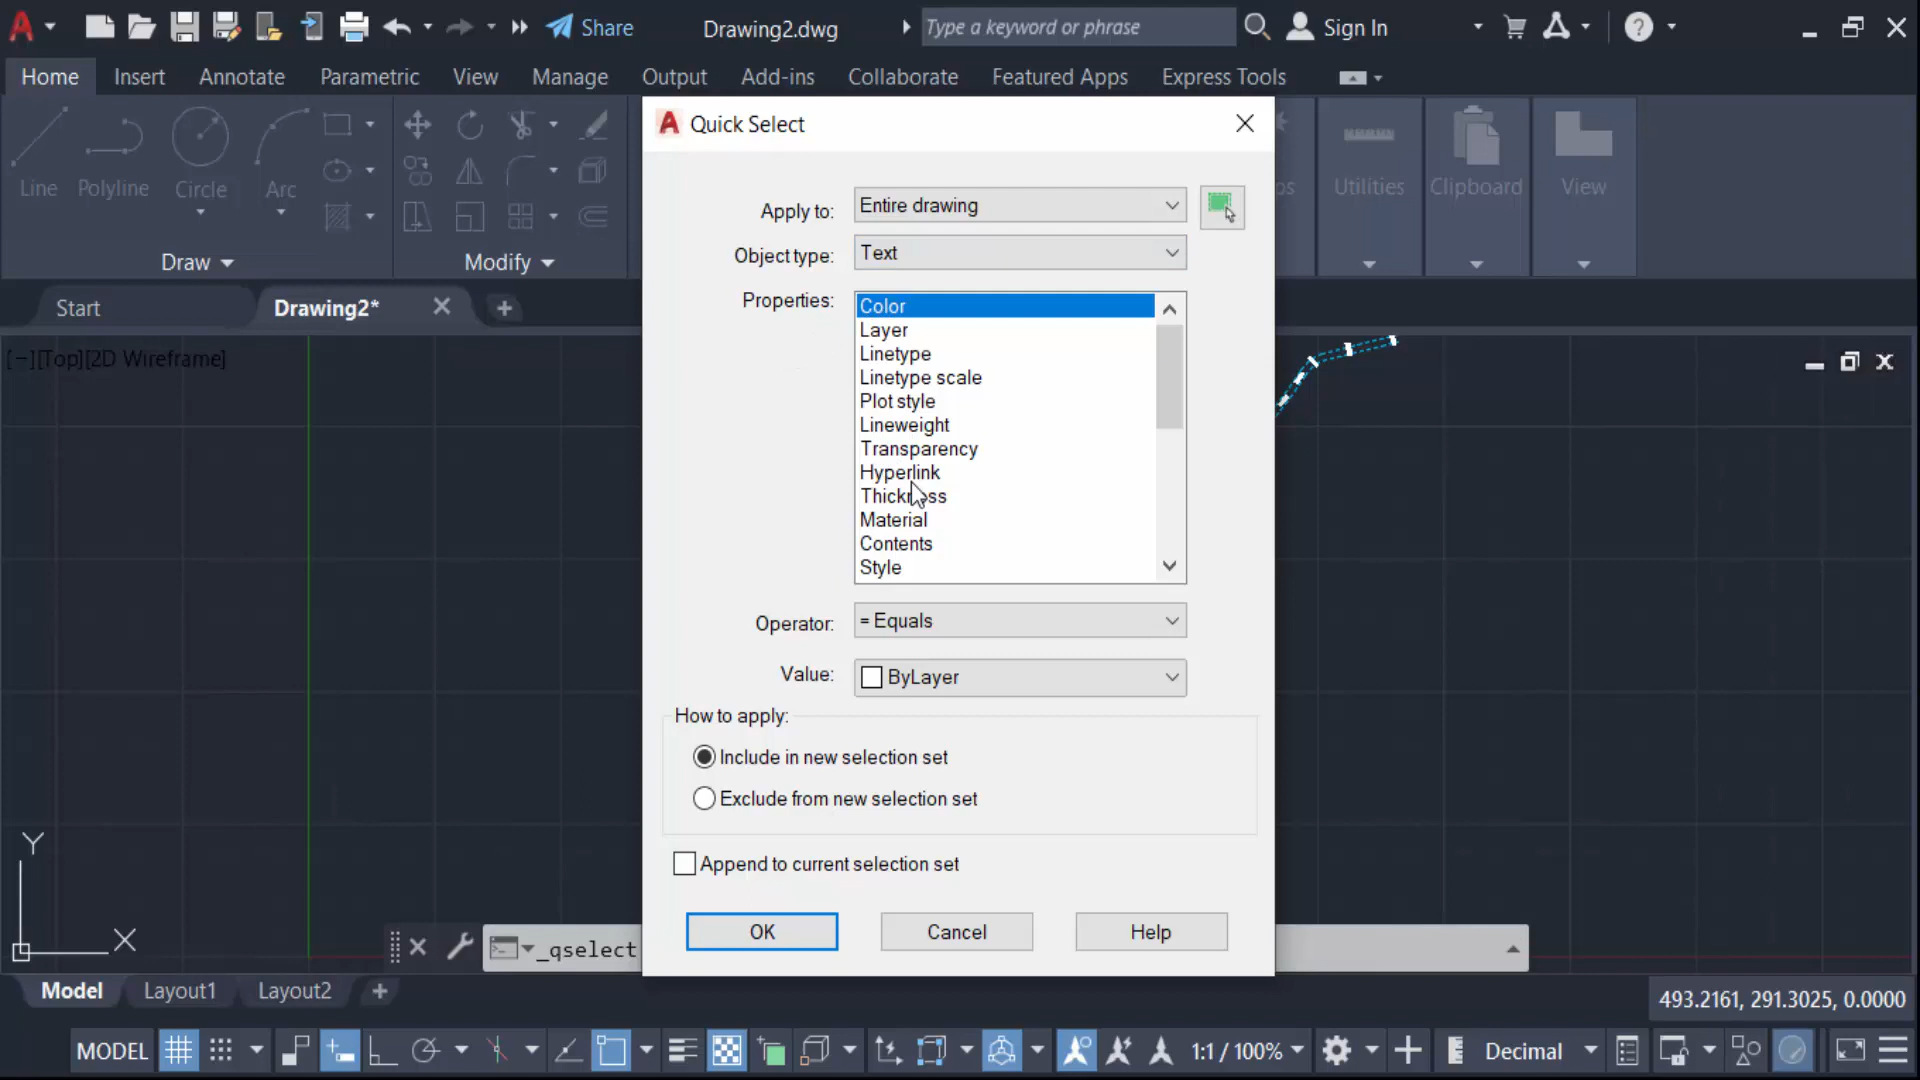 Share
Drawing2.dwg
Type a keyword or phrase
Sign In
Home
Insert
Annotate
Parametric
View
Manage
Output
Add-ins
Collaborate
Featured Apps
Express Tools
Line
Polyline
Circle
Arc
Draw
Modify
Utilities
Clipboard
View
Start
Drawing2*
[−][Top][2D Wireframe]
Quick Select
Apply to:
Entire drawing
Object type:
Text
Properties:
Color
Layer
Linetype
Linetype scale
Plot style
Lineweight
Transparency
Hyperlink
Thickness
Material
Contents
Style
Operator:
= Equals
Value:
ByLayer
How to apply:
Include in new selection set
Exclude from new selection set
Append to current selection set
OK
Cancel
Help
Y
X
_qselect
Model
Layout1
Layout2
493.2161, 291.3025, 0.0000
MODEL
1:1 / 100%
Decimal